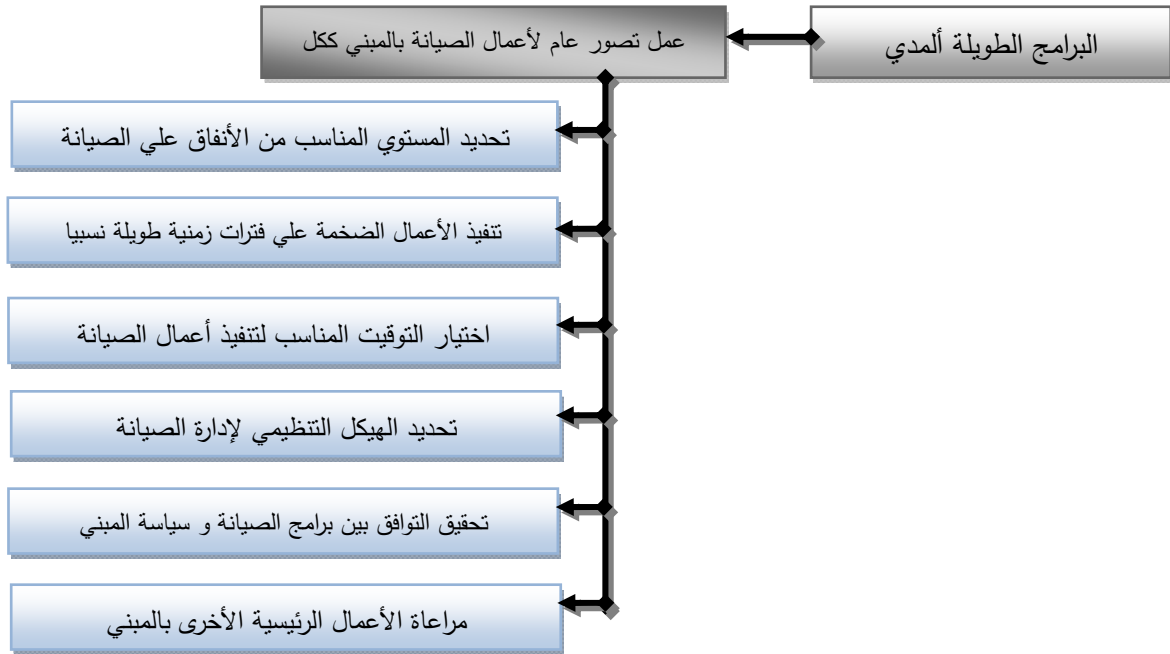 البرامج الطويلة ألمدي
عمل تصور عام لأعمال الصيانة بالمبني ككل
تحديد المستوي المناسب من الأنفاق علي الصيانة
تنفيذ الأعمال الضخمة علي فترات زمنية طويلة نسبيا
اختيار التوقيت المناسب لتنفيذ أعمال الصيانة
تحديد الهيكل التنظيمي لإدارة الصيانة
تحقيق التوافق بين برامج الصيانة و سياسة المبني
مراعاة الأعمال الرئيسية الأخرى بالمبني